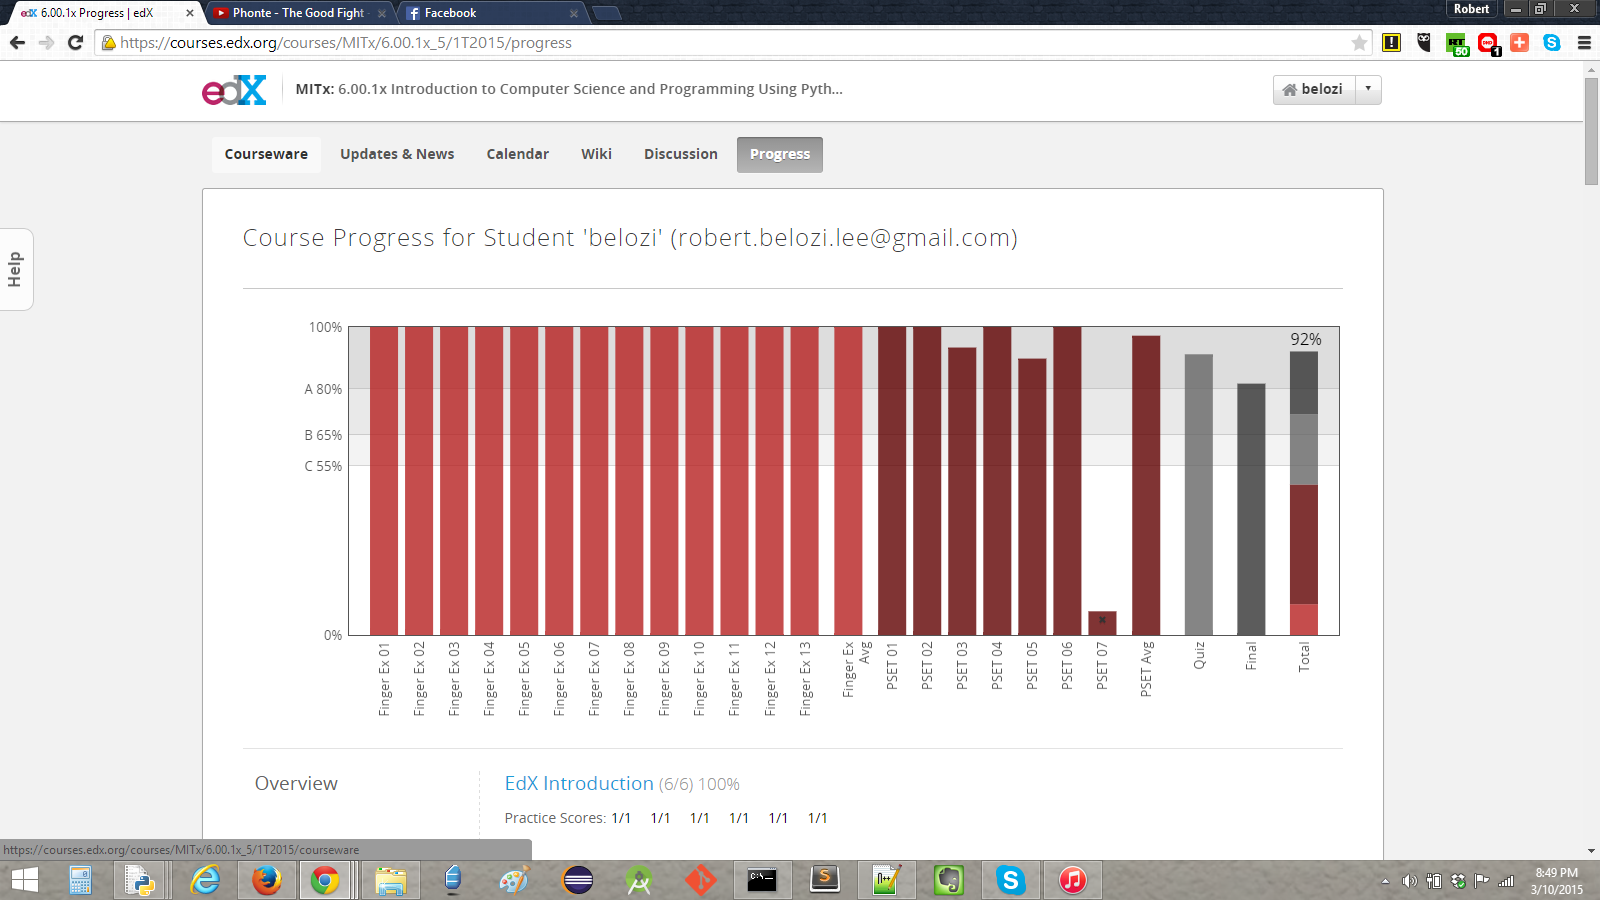 edX 6.00.1x Progress | edX
Phonte - The Good Fight -
Facebook
Robert
https://courses.edx.org/courses/MITx/6.00.1x_5/1T2015/progress
50
1
edX
MITx: 6.00.1x Introduction to Computer Science and Programming Using Pyth...
belozi
Courseware
Updates & News
Calendar
Wiki
Discussion
Progress
Help
Course Progress for Student 'belozi' (robert.belozi.lee@gmail.com)
100%
A 80%
B 65%
C 55%
0%
92%
Finger Ex 01
Finger Ex 02
Finger Ex 03
Finger Ex 04
Finger Ex 05
Finger Ex 06
Finger Ex 07
Finger Ex 08
Finger Ex 09
Finger Ex 10
Finger Ex 11
Finger Ex 12
Finger Ex 13
Finger Ex
Avg
PSET 01
PSET 02
PSET 03
PSET 04
PSET 05
PSET 06
PSET 07
PSET Avg
Quiz
Final
Total
Overview
EdX Introduction (6/6) 100%
Practice Scores: 1/1 1/1 1/1 1/1 1/1 1/1
https://courses.edx.org/courses/MITx/6.00.1x_5/1T2015/courseware
8:49 PM
3/10/2015